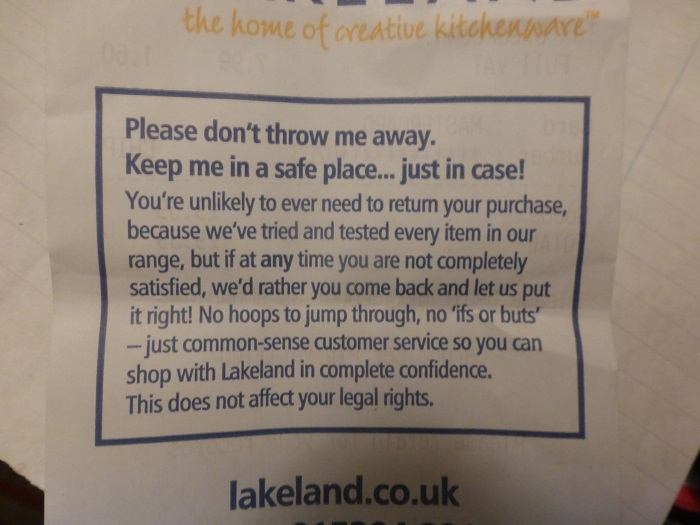 the home of creative kitchenware™
Please don't throw me away.
Keep me in a safe place... just in case!
You're unlikely to ever need to return your purchase,
because we've tried and tested every item in our
range, but if at any time you are not completely
satisfied, we'd rather you come back and let us put
it right! No hoops to jump through, no 'ifs or buts'
– just common-sense customer service so you can
shop with Lakeland in complete confidence.
This does not affect your legal rights.
lakeland.co.uk